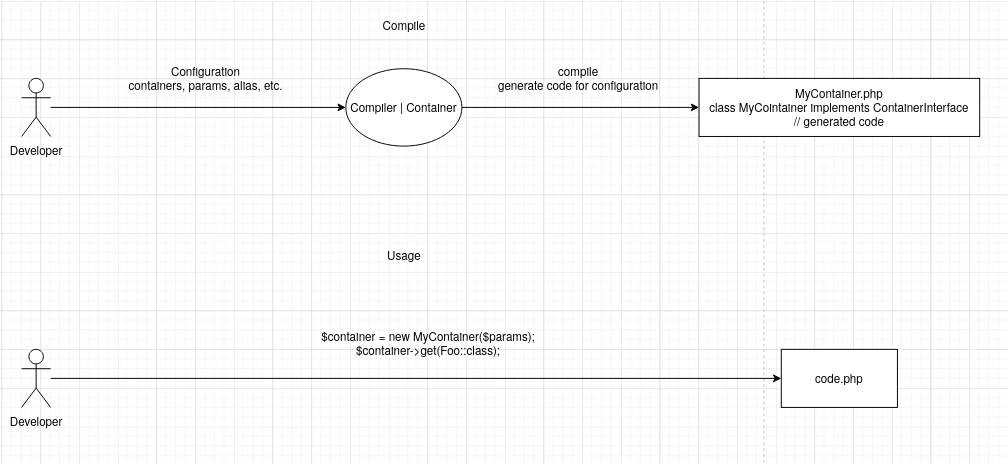 Compile
Configuration
containers, params, alias, etc.
compile
generate code for configuration
Compiler | Container
MyContainer.php
class MyCointainer implements ContainerInterface
// generated code
Developer
Usage
$container = new MyContainer($params);
$container->get(Foo::class);
code.php
Developer